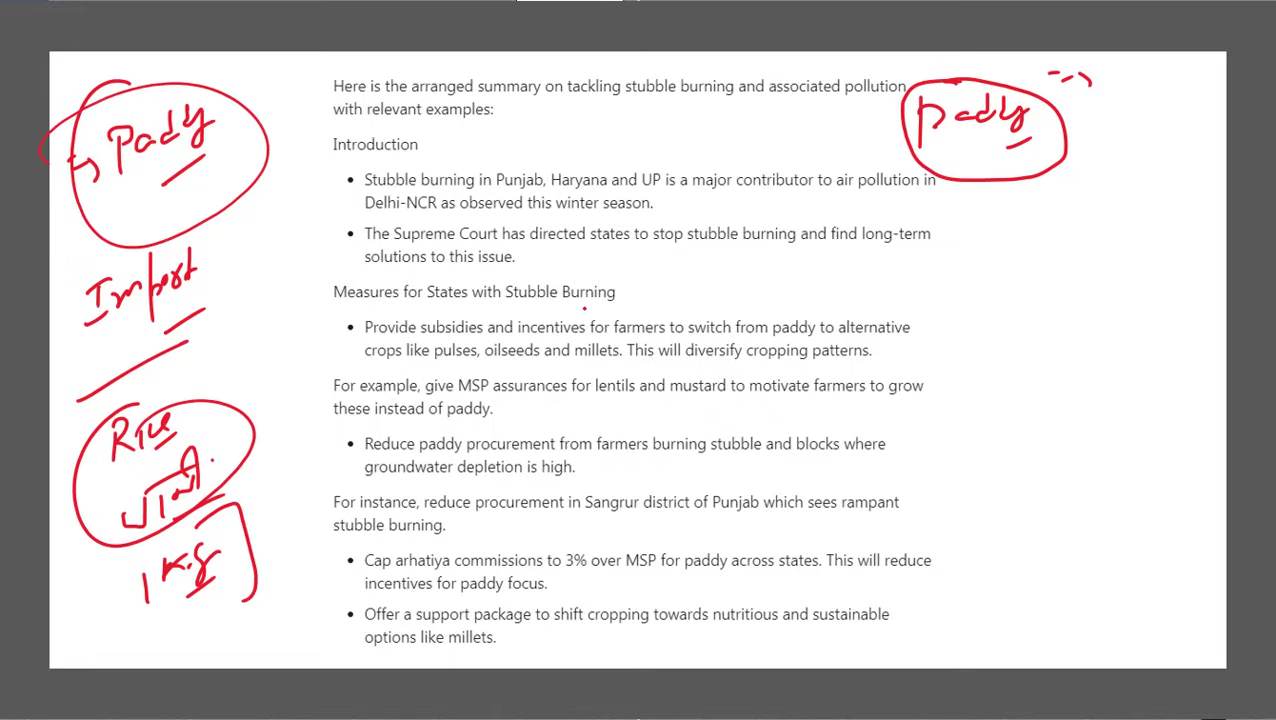 Here is the arranged summary on tackling stubble burning and associated pollution
with relevant examples:
Introduction
• Stubble burning in Punjab, Haryana and UP is a major contributor to air pollution in
Delhi-NCR as observed this winter season.
• The Supreme Court has directed states to stop stubble burning and find long-term
solutions to this issue.
Measures for States with Stubble Burning
• Provide subsidies and incentives for farmers to switch from paddy to alternative
crops like pulses, oilseeds and millets. This will diversify cropping patterns.
For example, give MSP assurances for lentils and mustard to motivate farmers to grow
these instead of paddy.
• Reduce paddy procurement from farmers burning stubble and blocks where
groundwater depletion is high.
For instance, reduce procurement in Sangrur district of Punjab which sees rampant
stubble burning.
• Cap arhatiya commissions to 3% over MSP for paddy across states. This will reduce
incentives for paddy focus.
• Offer a support package to shift cropping towards nutritious and sustainable
options like millets.
Paddy
Import
Rice
1 Kg
Paddy